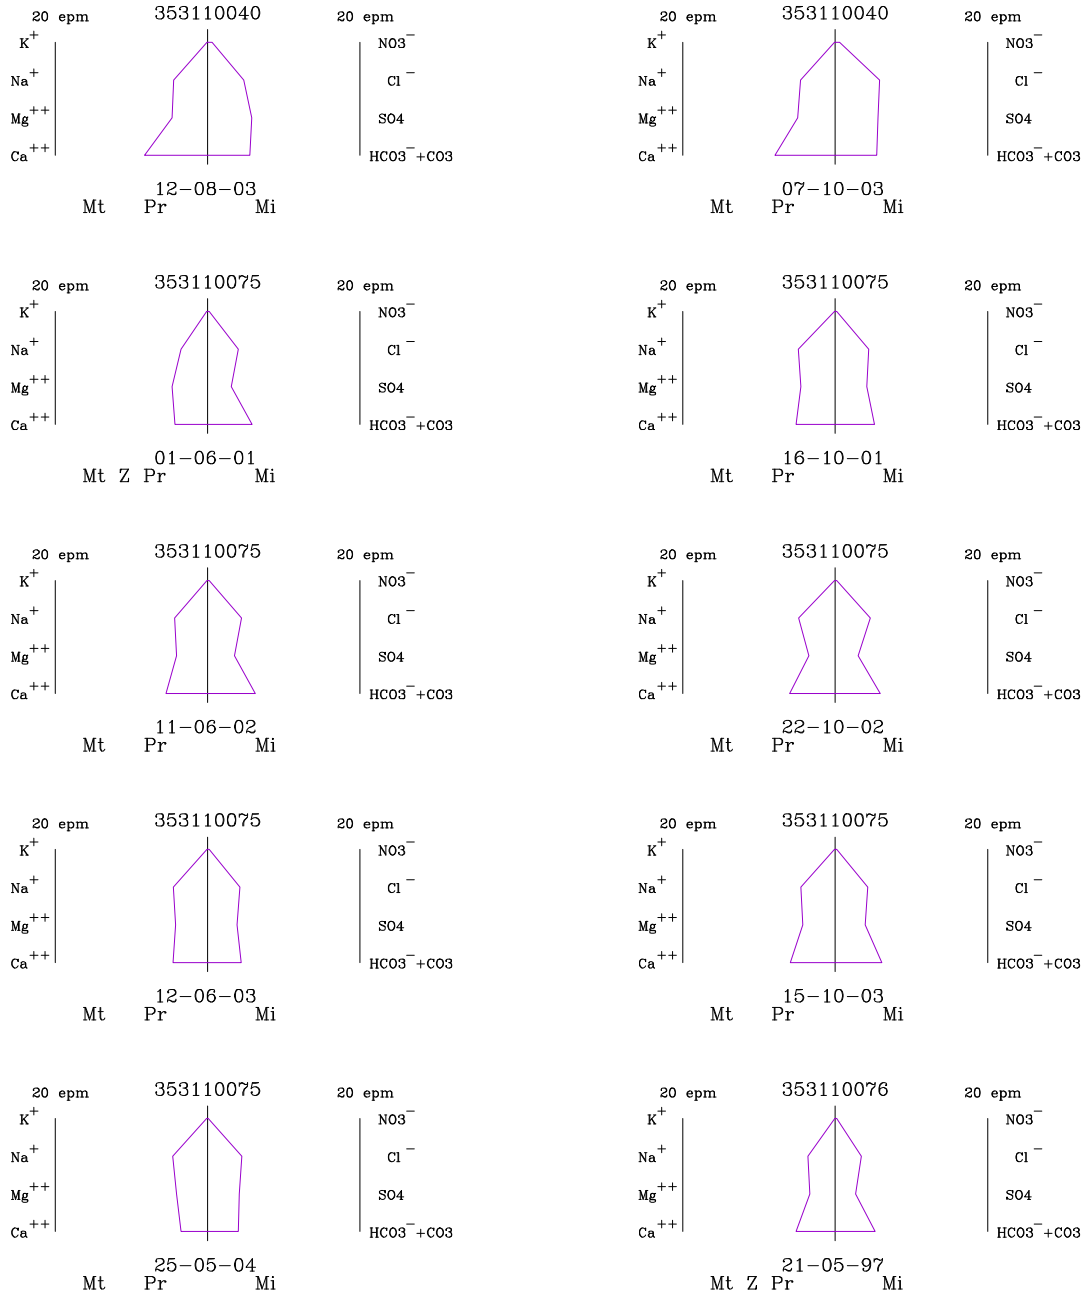 20 epm 353110040 20 epm 353110040 20 epm
K+ NO3− K+ NO3−
Na+ Cl− Na+ Cl−
Mg++ SO4 Mg++ SO4
Ca++ HCO3−+CO3 Ca++ HCO3−+CO3
12−08−03 07−10−03
Mt Pr Mi Mt Pr Mi
20 epm 353110075 20 epm 20 epm 353110075 20 epm
K+ NO3− K+ NO3−
Na+ Cl− Na+ Cl−
Mg++ SO4 Mg++ SO4
Ca++ HCO3−+CO3 Ca++ HCO3−+CO3
01−06−01 16−10−01
Mt Z Pr Mi Mt Pr Mi
20 epm 353110075 20 epm 20 epm 353110075 20 epm
K+ NO3− K+ NO3−
Na+ Cl− Na+ Cl−
Mg++ SO4 Mg++ SO4
Ca++ HCO3−+CO3 Ca++ HCO3−+CO3
11−06−02 22−10−02
Mt Pr Mi Mt Pr Mi
20 epm 353110075 20 epm 20 epm 353110075 20 epm
K+ NO3− K+ NO3−
Na+ Cl− Na+ Cl−
Mg++ SO4 Mg++ SO4
Ca++ HCO3−+CO3 Ca++ HCO3−+CO3
12−06−03 15−10−03
Mt Pr Mi Mt Pr Mi
20 epm 353110075 20 epm 20 epm 353110076 20 epm
K+ NO3− K+ NO3−
Na+ Cl− Na+ Cl−
Mg++ SO4 Mg++ SO4
Ca++ HCO3−+CO3 Ca++ HCO3−+CO3
25−05−04 21−05−97
Mt Pr Mi Mt Z Pr Mi